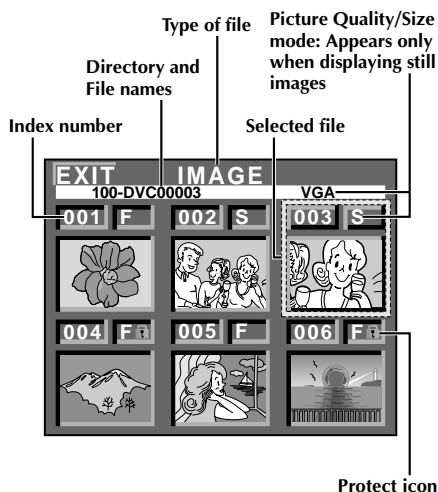 Type of file
Picture Quality/Size
mode: Appears only
when displaying still
images
Directory and
File names
Index number
Selected file
EXIT IMAGE
100-DVC00003 VGA
001 F 002 S 003 S
004 F 005 F 006 F
Protect icon